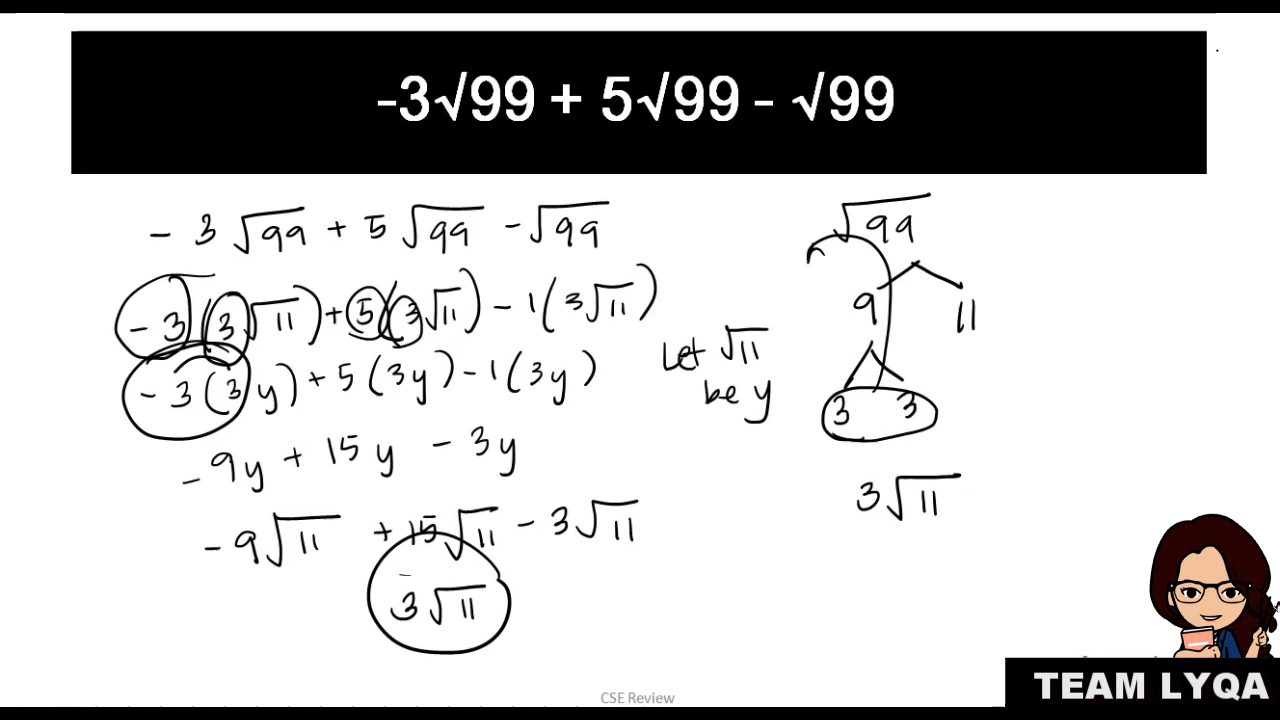 -3√99 + 5√99 - √99
- 3 √99 + 5 √99 - √99
-3 (3√11) + 5 (3√11) - 1 (3√11)
-3 (3y) + 5 (3y) - 1 (3y)
- 9y + 15y - 3y
- 9√11 + 15√11 - 3√11
3√11
Let √11
be y
√99
9 11
3 3
3√11
TEAM LYQA
CSE Review